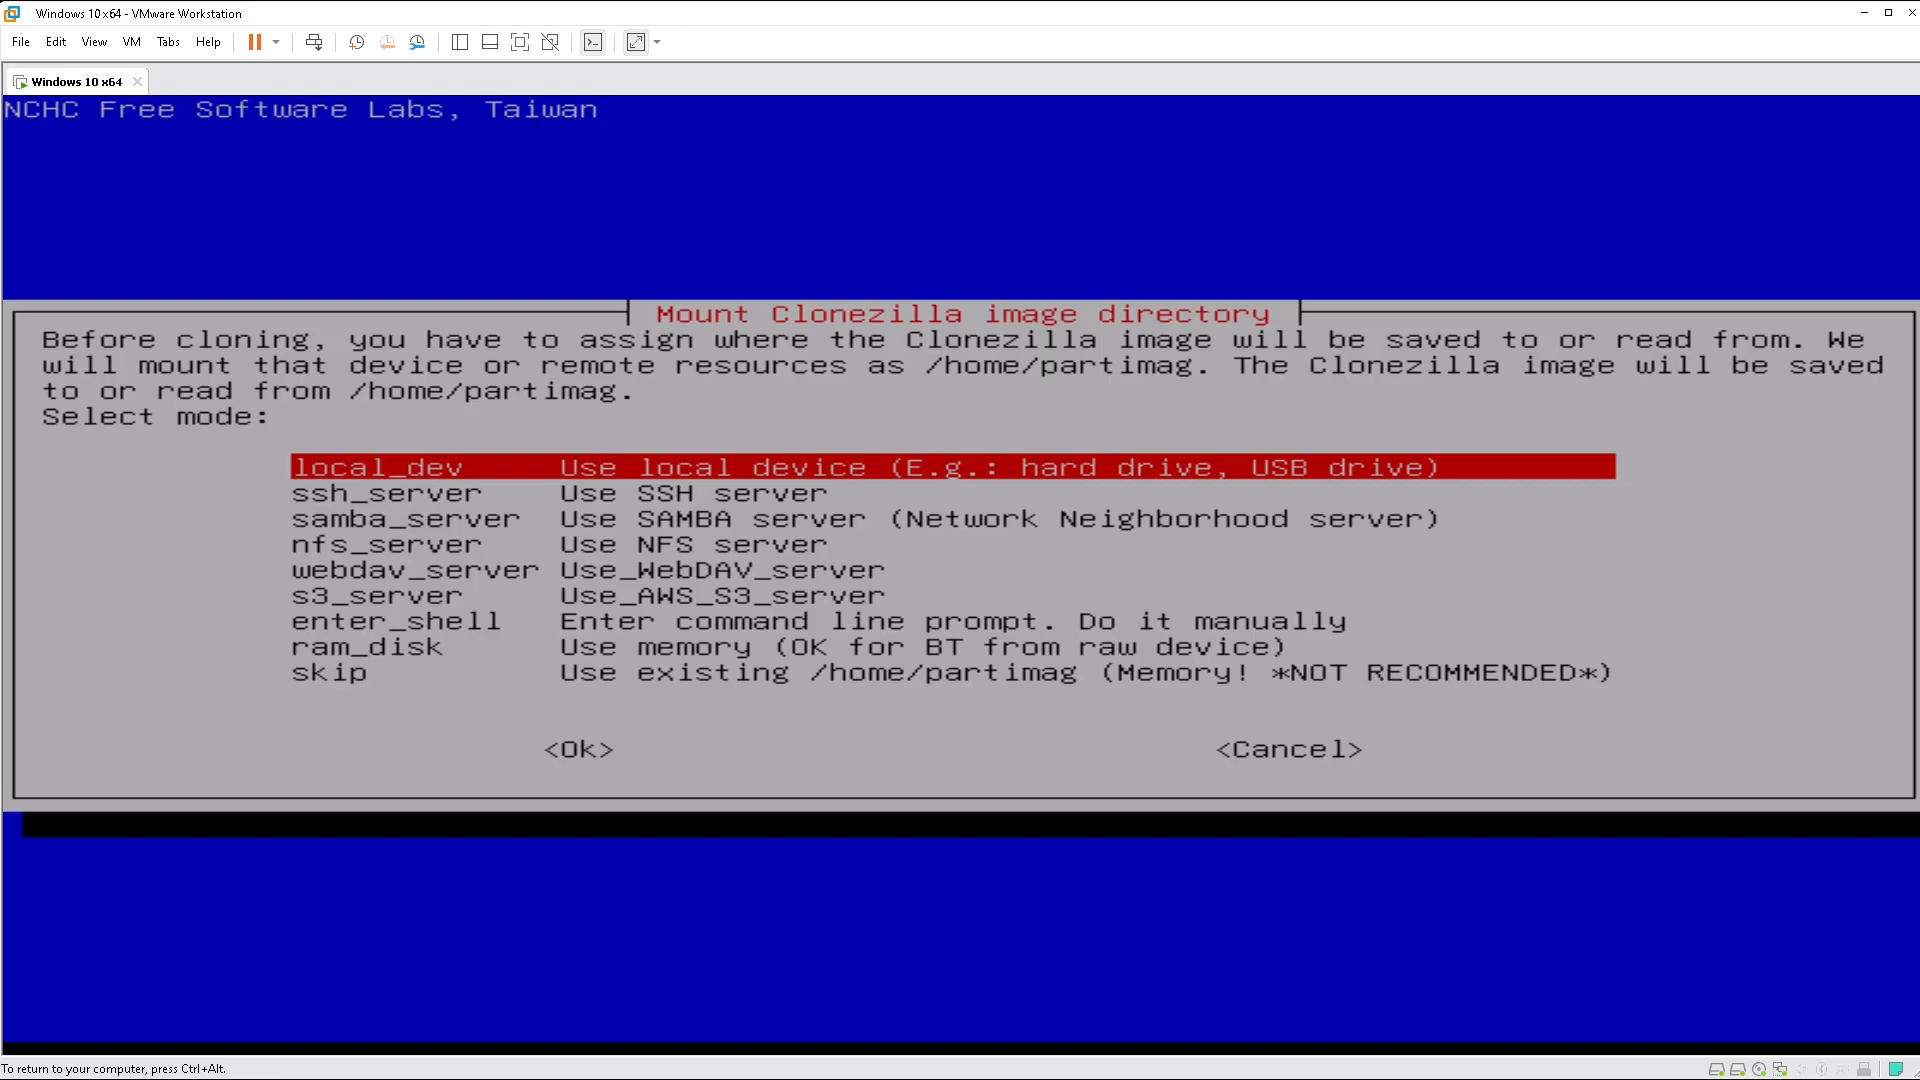 Windows 10 x64 - VMware Workstation
File Edit View VM Tabs Help
Windows 10 x64
NCHC Free Software Labs, Taiwan
Mount Clonezilla image directory
Before cloning, you have to assign where the Clonezilla image will be saved to or read from. We
will mount that device or remote resources as /home/partimag. The Clonezilla image will be saved
to or read from /home/partimag.
Select mode:
local_dev Use local device (E.g.: hard drive, USB drive)
ssh_server Use SSH server
samba_server Use SAMBA server (Network Neighborhood server)
nfs_server Use NFS server
webdav_server Use_WebDAV_server
s3_server Use_AWS_S3_server
enter_shell Enter command line prompt. Do it manually
ram_disk Use memory (OK for BT from raw device)
skip Use existing /home/partimag (Memory! *NOT RECOMMENDED*)
<Ok> <Cancel>
To return to your computer, press Ctrl+Alt.